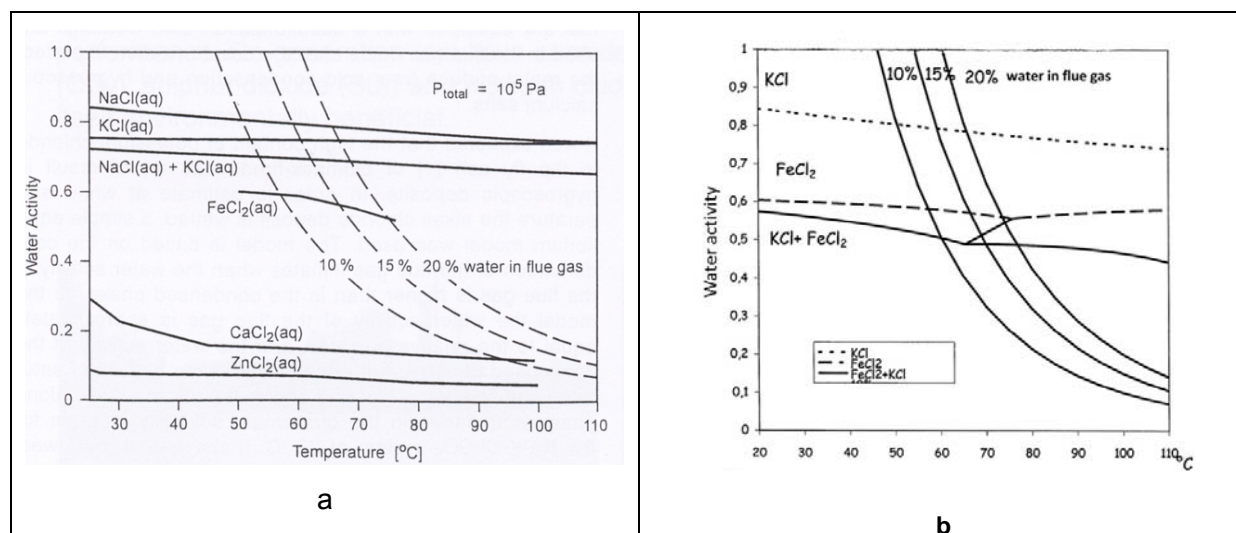 1.0
0.8
0.6
0.4
0.2
0
Water Activity
P_total = 10^5 Pa
NaCl(aq)
KCl(aq)
NaCl(aq) + KCl(aq)
FeCl2(aq)
10 % 15 % 20 % water in flue gas
CaCl2(aq)
ZnCl2(aq)
30 40 50 60 70 80 90 100 110
Temperature [°C]
a
1
0,9
0,8
0,7
0,6
0,5
0,4
0,3
0,2
0,1
0
Water activity
10% 15% 20% water in flue gas
KCl
FeCl2
KCl+ FeCl2
KCl
FeCl2
FeCl2+KCl
20 30 40 50 60 70 80 90 100 110 °C
b